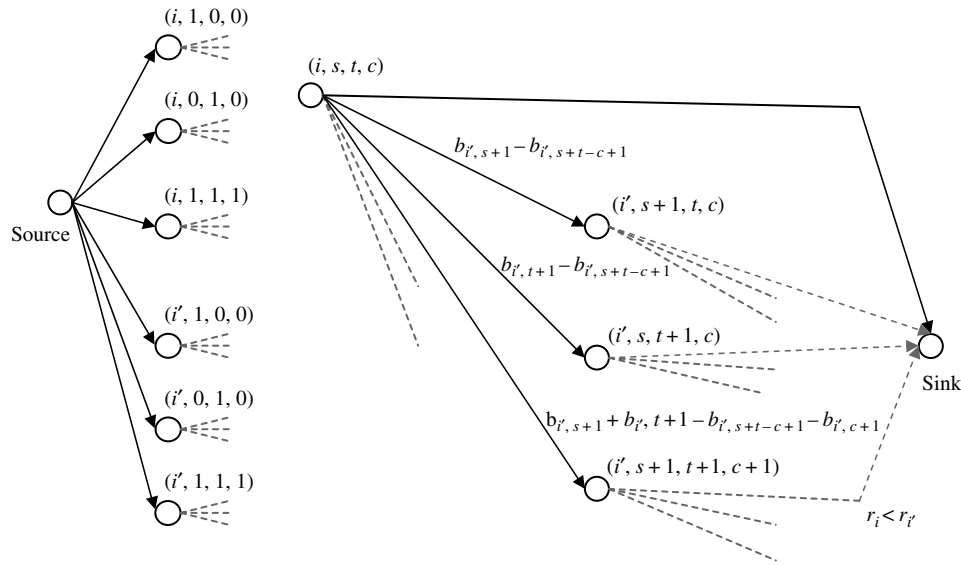 (i, 1, 0, 0)
(i, 0, 1, 0)
(i, 1, 1, 1)
Source
(i′, 1, 0, 0)
(i′, 0, 1, 0)
(i′, 1, 1, 1)
(i, s, t, c)
b_{i′, s+1} − b_{i′, s+t−c+1}
(i′, s+1, t, c)
b_{i′, t+1} − b_{i′, s+t−c+1}
(i′, s, t+1, c)
Sink
b_{i′, s+1} + b_{i′}, t+1 − b_{i′, s+t−c+1} − b_{i′, c+1}
(i′, s+1, t+1, c+1)
r_i < r_{i′}